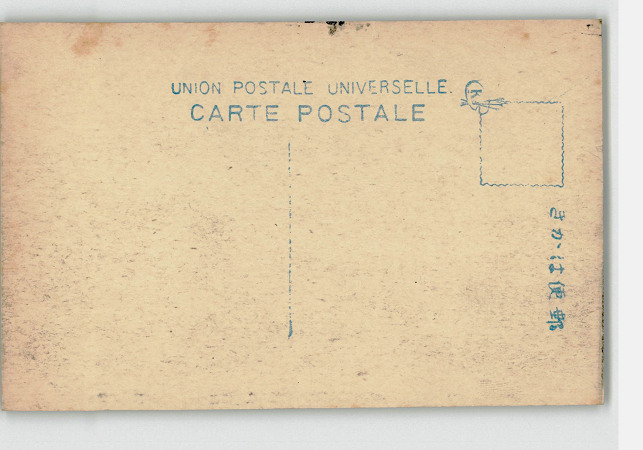 UNION POSTALE UNIVERSELLE.
CARTE POSTALE
きかは便郵